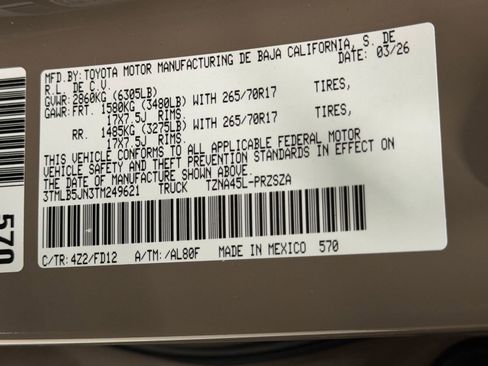 MFD.BY:TOYOTA MOTOR MANUFACTURING DE BAJA CALIFORNIA, S. DE
R.L. DE C.V. DATE: 03/26
GVWR: 2860KG (6305LB)
GAWR:FRT. 1580KG (3480LB) WITH 265/70R17 TIRES,
17X7.5J RIMS
RR. 1485KG (3275LB) WITH 265/70R17 TIRES,
17X7.5J RIMS
THIS VEHICLE CONFORMS TO ALL APPLICABLE FEDERAL MOTOR
VEHICLE SAFETY AND THEFT PREVENTION STANDARDS IN EFFECT ON
THE DATE OF MANUFACTURE SHOWN ABOVE.
3TMLB5JN3TM249621 TRUCK TZNA45L-PRZSZA
C/TR: 4Z2/FD12 A/TM: /AL80F MADE IN MEXICO 570
570